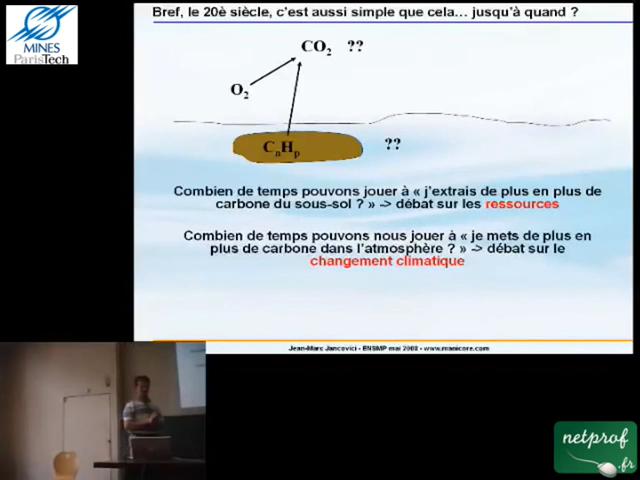 Bref, le 20è siècle, c'est aussi simple que cela... jusqu'à quand ?
MINES
ParisTech
CO2 ??
O2
CnHp ??
Combien de temps pouvons jouer à « j'extrais de plus en plus de
carbone du sous-sol ? » -> débat sur les ressources
Combien de temps pouvons nous jouer à « je mets de plus en
plus de carbone dans l'atmosphère ? » -> débat sur le
changement climatique
Jean-Marc Jancovici - ENSMP mai 2008 - www.manicore.com
netprof
.fr